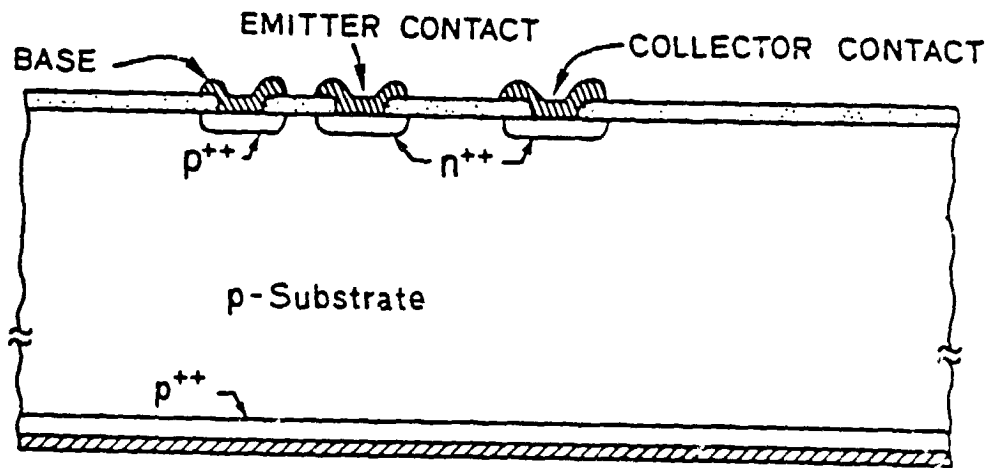 EMITTER CONTACT
BASE
COLLECTOR CONTACT
p++
n++
p-Substrate
p++